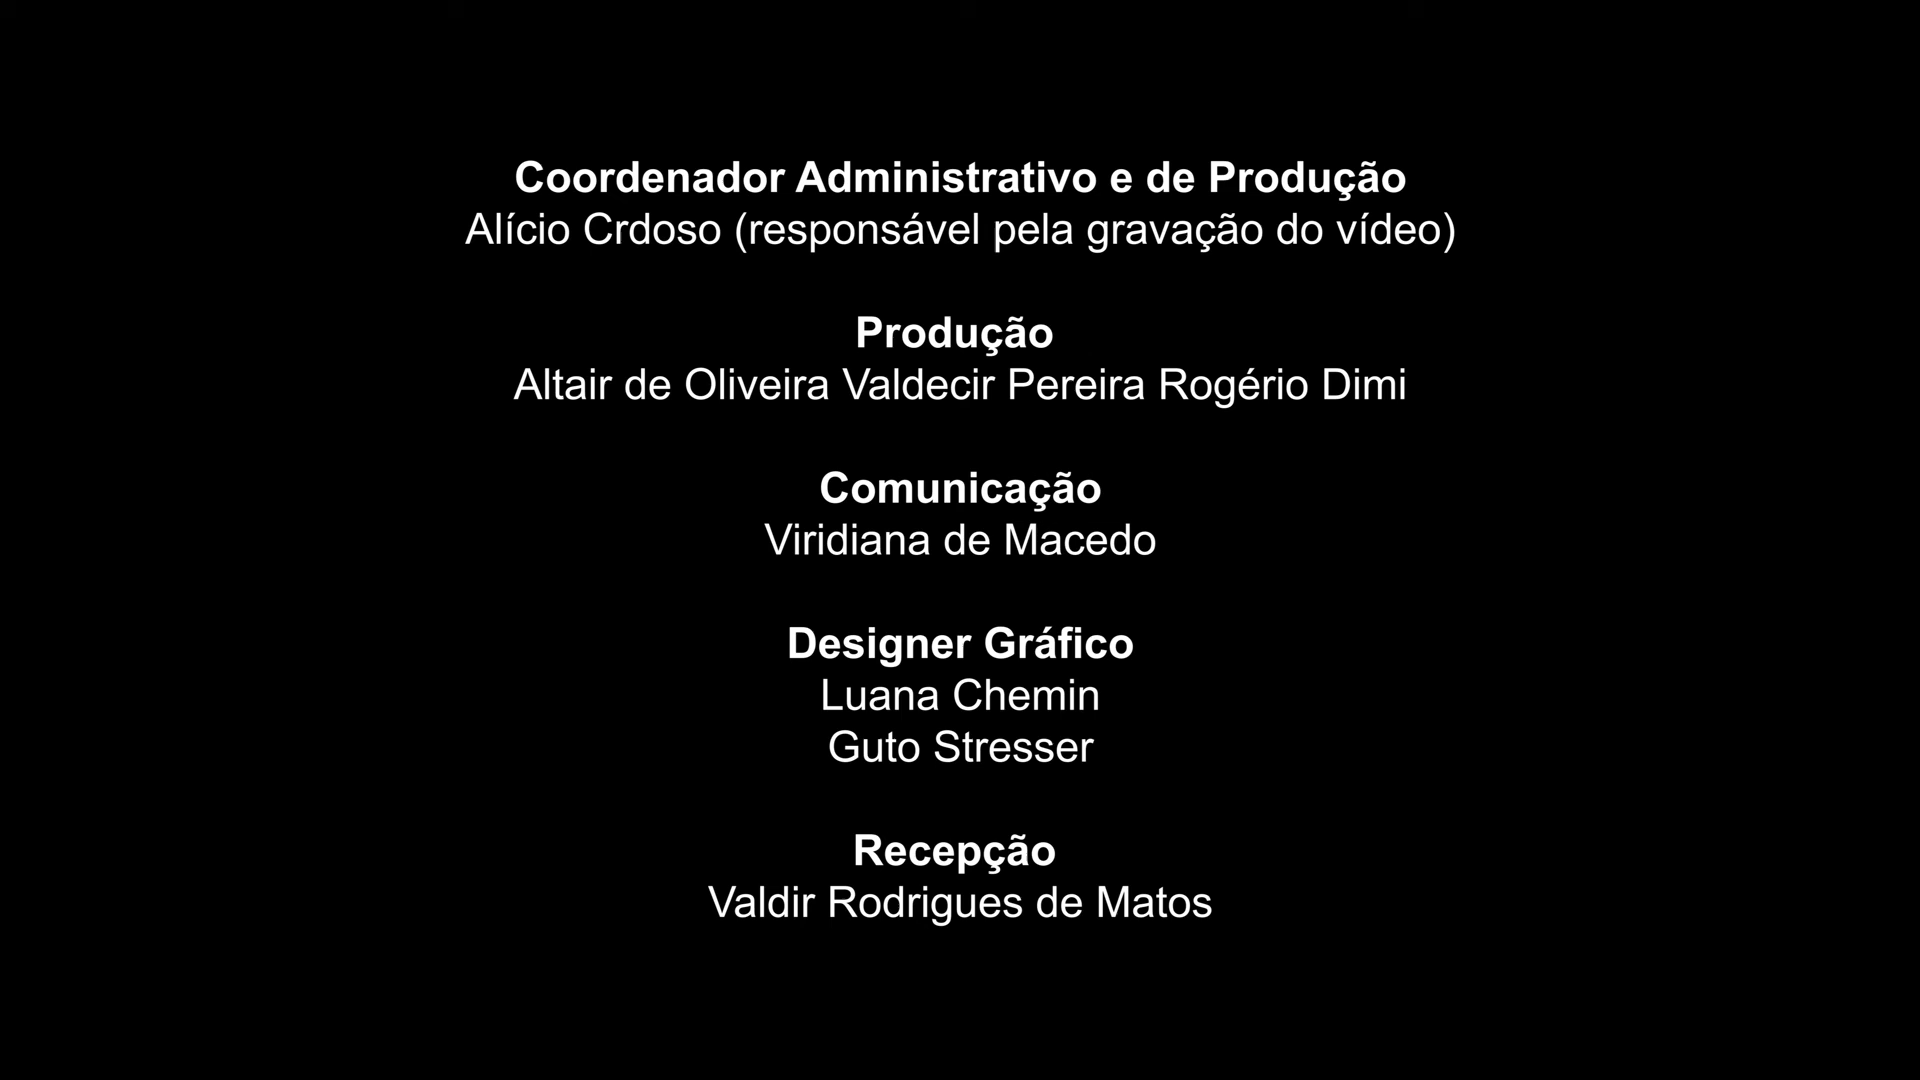 Coordenador Administrativo e de Produção
Alício Crdoso (responsável pela gravação do vídeo)
Produção
Altair de Oliveira Valdecir Pereira Rogério Dimi
Comunicação
Viridiana de Macedo
Designer Gráfico
Luana Chemin
Guto Stresser
Recepção
Valdir Rodrigues de Matos